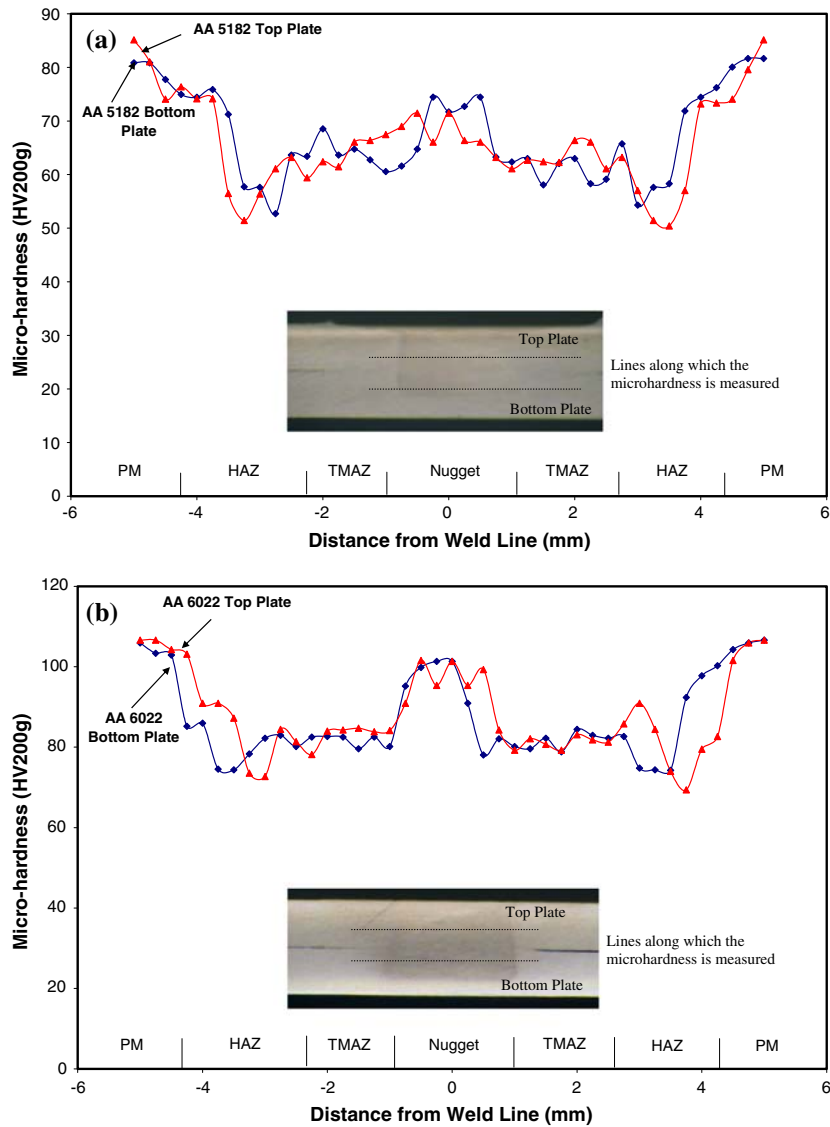 (a)
AA 5182 Top Plate
AA 5182 Bottom
Plate
Micro-hardness (HV200g)
90
80
70
60
50
40
30
20
10
0
Top Plate
Bottom Plate
Lines along which the
microhardness is measured
PM HAZ TMAZ Nugget TMAZ HAZ PM
-6 -4 -2 0 2 4 6
Distance from Weld Line (mm)
(b)
AA 6022 Top Plate
AA 6022
Bottom Plate
Micro-hardness (HV200g)
120
100
80
60
40
20
0
Top Plate
Bottom Plate
Lines along which the
microhardness is measured
PM HAZ TMAZ Nugget TMAZ HAZ PM
-6 -4 -2 0 2 4 6
Distance from Weld Line (mm)